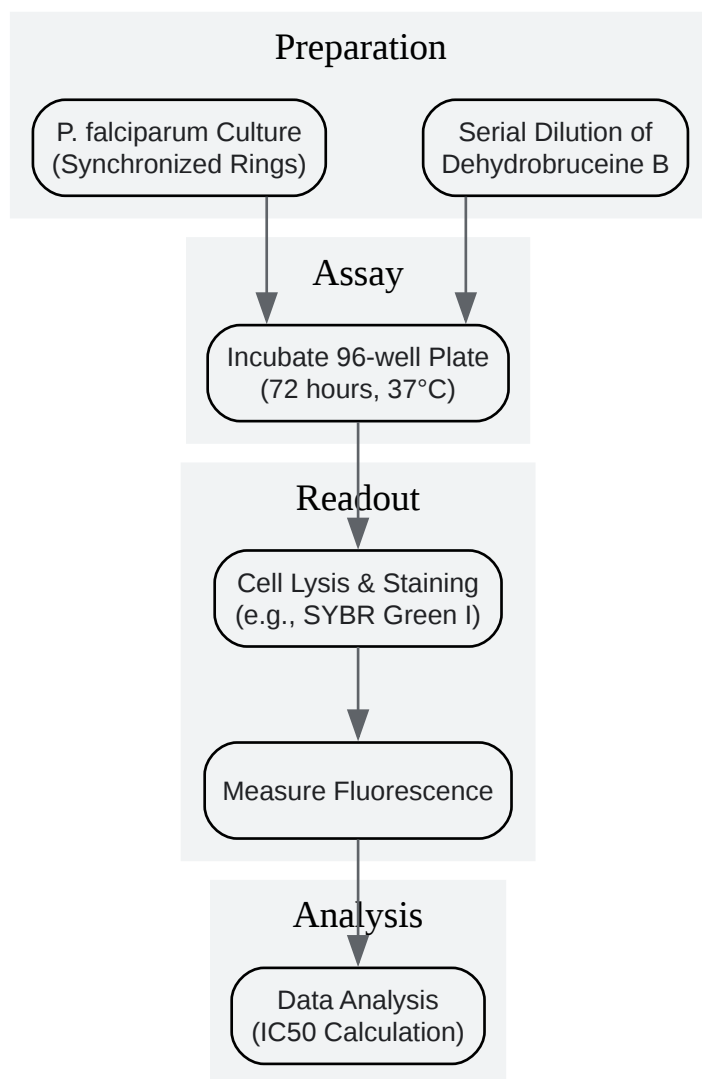 Preparation
P. falciparum Culture
(Synchronized Rings)
Serial Dilution of
Dehydrobruceine B
Assay
Incubate 96-well Plate
(72 hours, 37°C)
Readout
Cell Lysis & Staining
(e.g., SYBR Green I)
Measure Fluorescence
Analysis
Data Analysis
(IC50 Calculation)